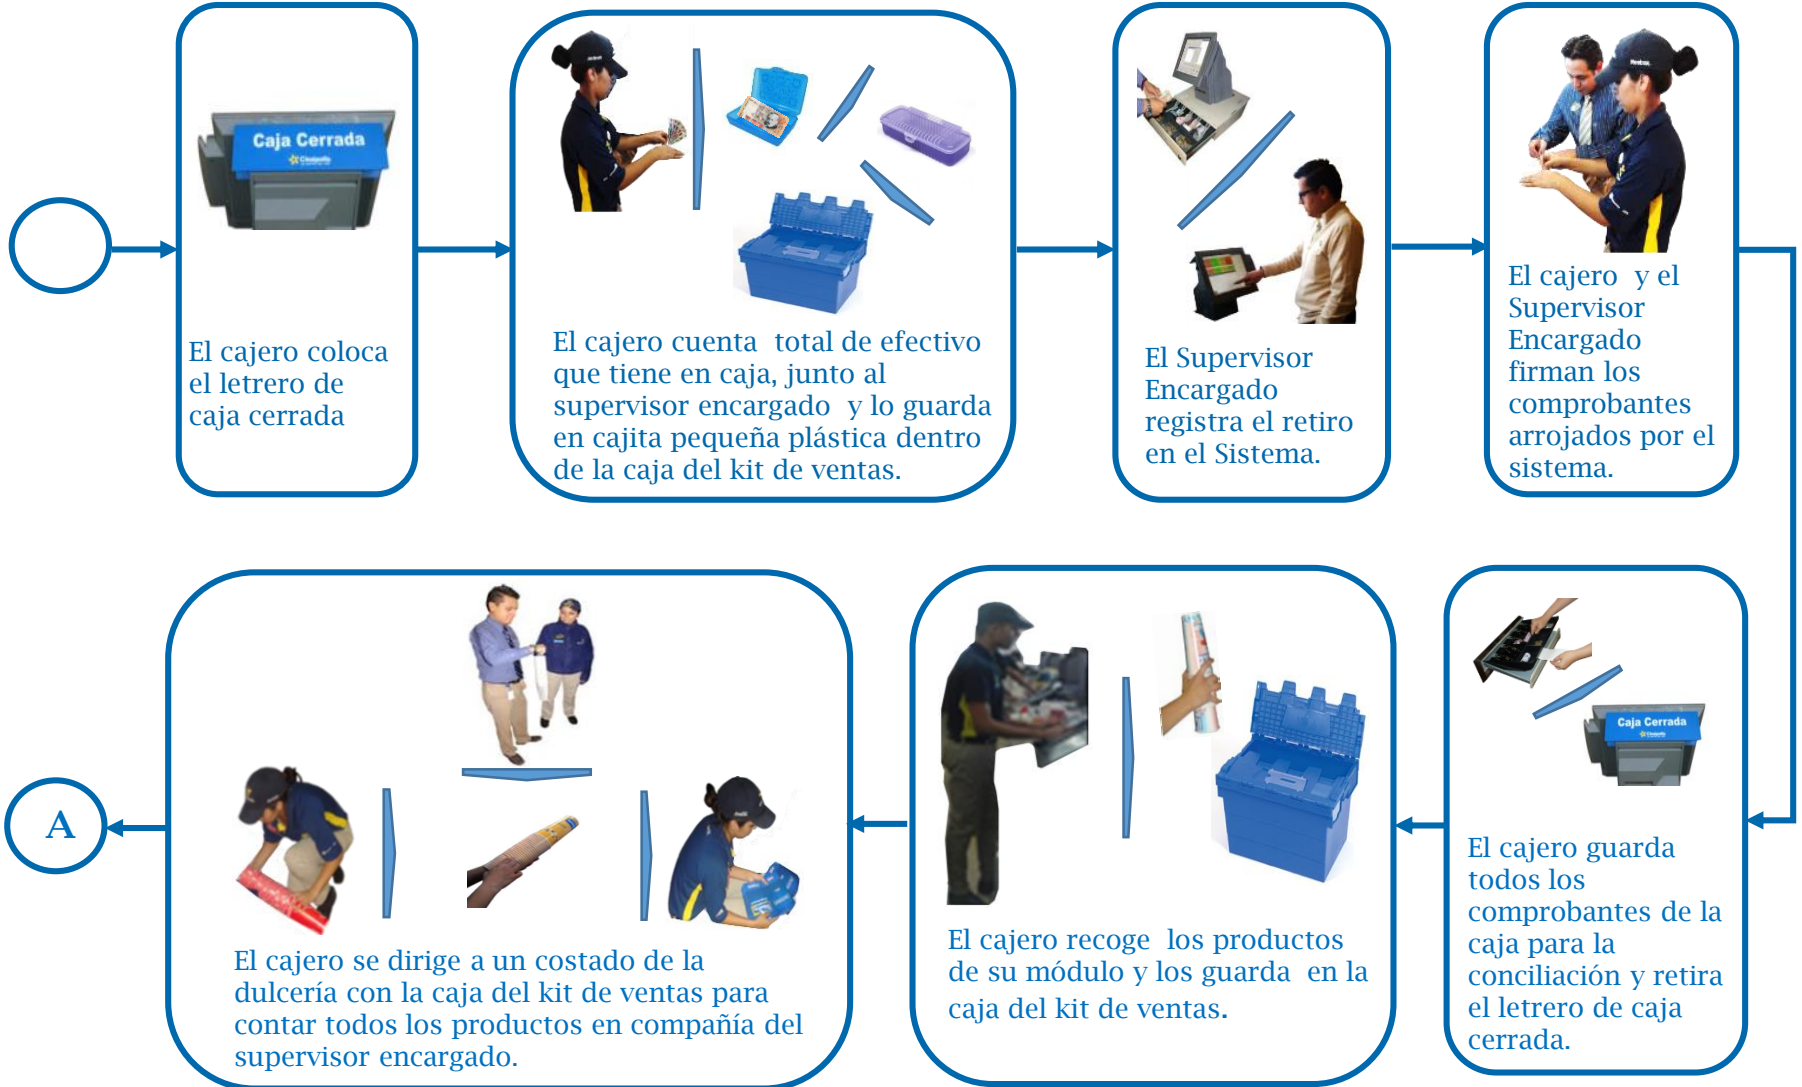 Caja Cerrada
Cinépolis
El cajero coloca
el letrero de
caja cerrada
El cajero cuenta  total de efectivo
que tiene en caja, junto al
supervisor encargado  y lo guarda
en cajita pequeña plástica dentro
de la caja del kit de ventas.
El Supervisor
Encargado
registra el retiro
en el Sistema.
El cajero  y el
Supervisor
Encargado
firman los
comprobantes
arrojados por el
sistema.
Caja Cerrada
Cinépolis
El cajero guarda
todos los
comprobantes de la
caja para la
conciliación y retira
el letrero de caja
cerrada.
El cajero recoge  los productos
de su módulo y los guarda  en la
caja del kit de ventas.
El cajero se dirige a un costado de la
dulcería con la caja del kit de ventas para
contar todos los productos en compañía del
supervisor encargado.
A